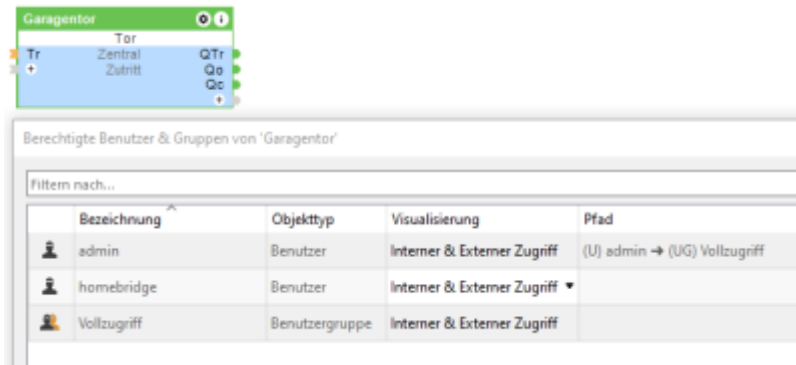 Garagentor
Tor
Tr Zentral QTr
+ Zutritt Qo
Qc
+
Berechtigte Benutzer & Gruppen von 'Garagentor'
Filtern nach...
Bezeichnung Objekttyp Visualisierung Pfad
admin Benutzer Interner & Externer Zugriff (U) admin ➔ (UG) Vollzugriff
homebridge Benutzer Interner & Externer Zugriff
Vollzugriff Benutzergruppe Interner & Externer Zugriff